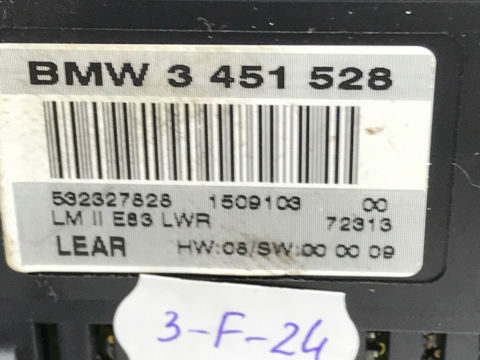 BMW 3 451 528
532327828 1509103 00
LM II E83 LWR 72313
LEAR HW:08/SW:00 00 09
3-F-24